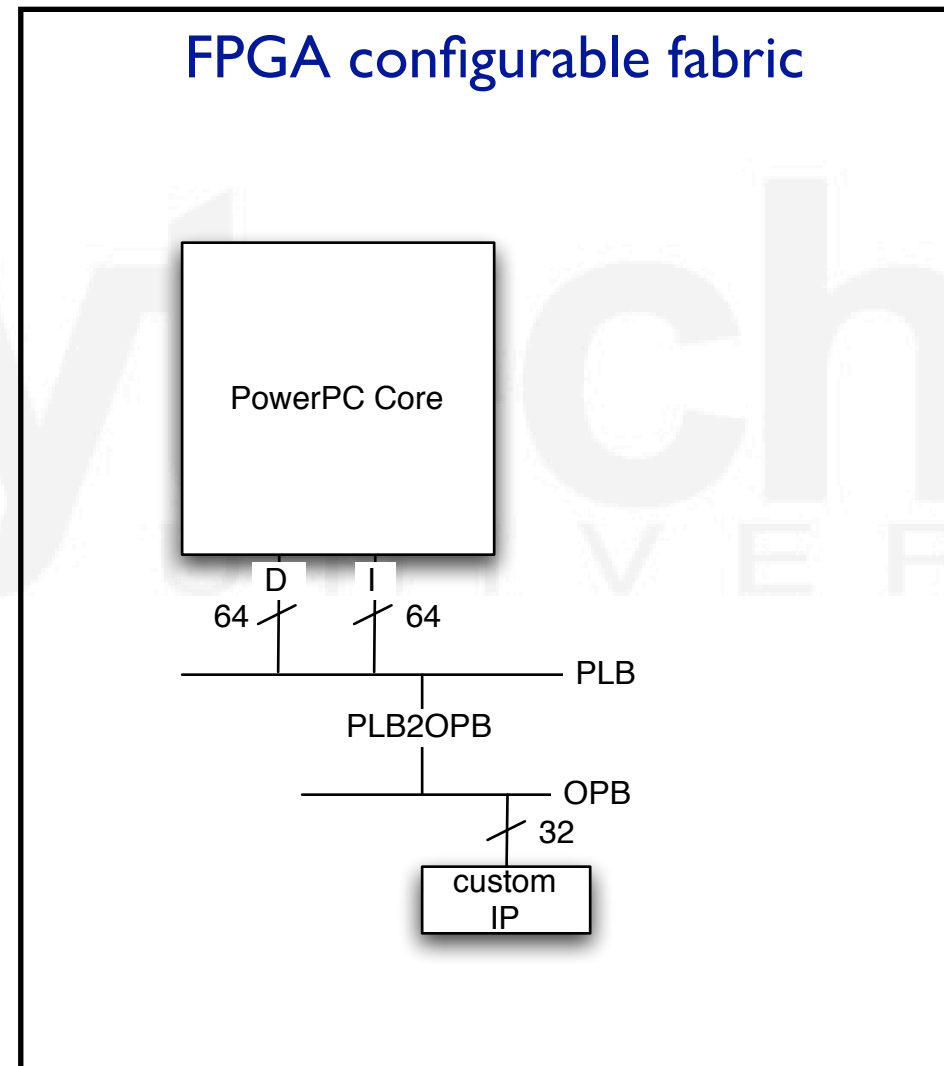 FPGA configurable fabric
PowerPC Core
D I
64 64
PLB
PLB2OPB
OPB
32
custom
IP